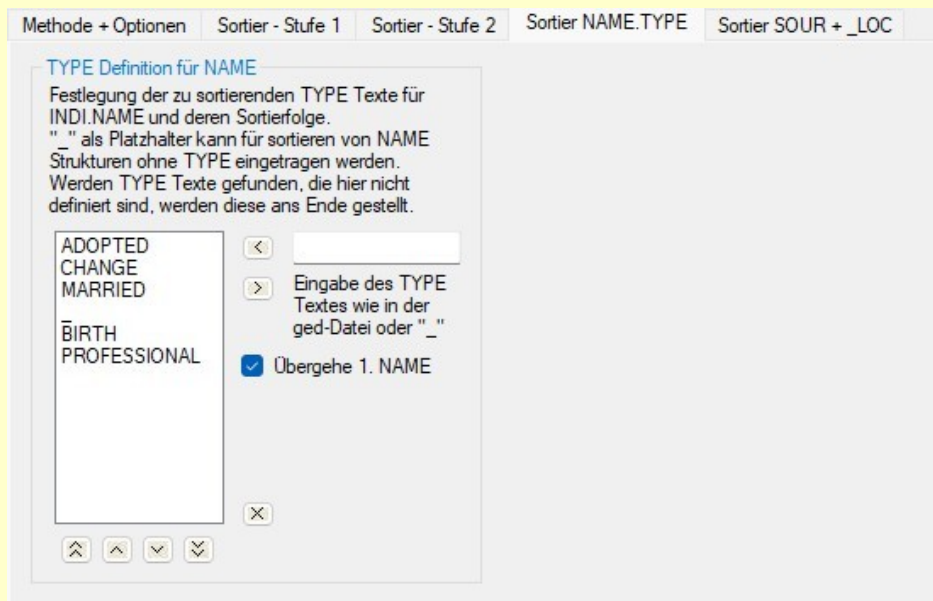 Methode + Optionen Sortier - Stufe 1 Sortier - Stufe 2 Sortier NAME.TYPE Sortier SOUR + _LOC
TYPE Definition für NAME
Festlegung der zu sortierenden TYPE Texte für
INDI.NAME und deren Sortierfolge.
"_" als Platzhalter kann für sortieren von NAME
Strukturen ohne TYPE eingetragen werden.
Werden TYPE Texte gefunden, die hier nicht
definiert sind, werden diese ans Ende gestellt.
ADOPTED
CHANGE
MARRIED
_
BIRTH
PROFESSIONAL
Eingabe des TYPE
Textes wie in der
ged-Datei oder "_"
Übergehe 1. NAME